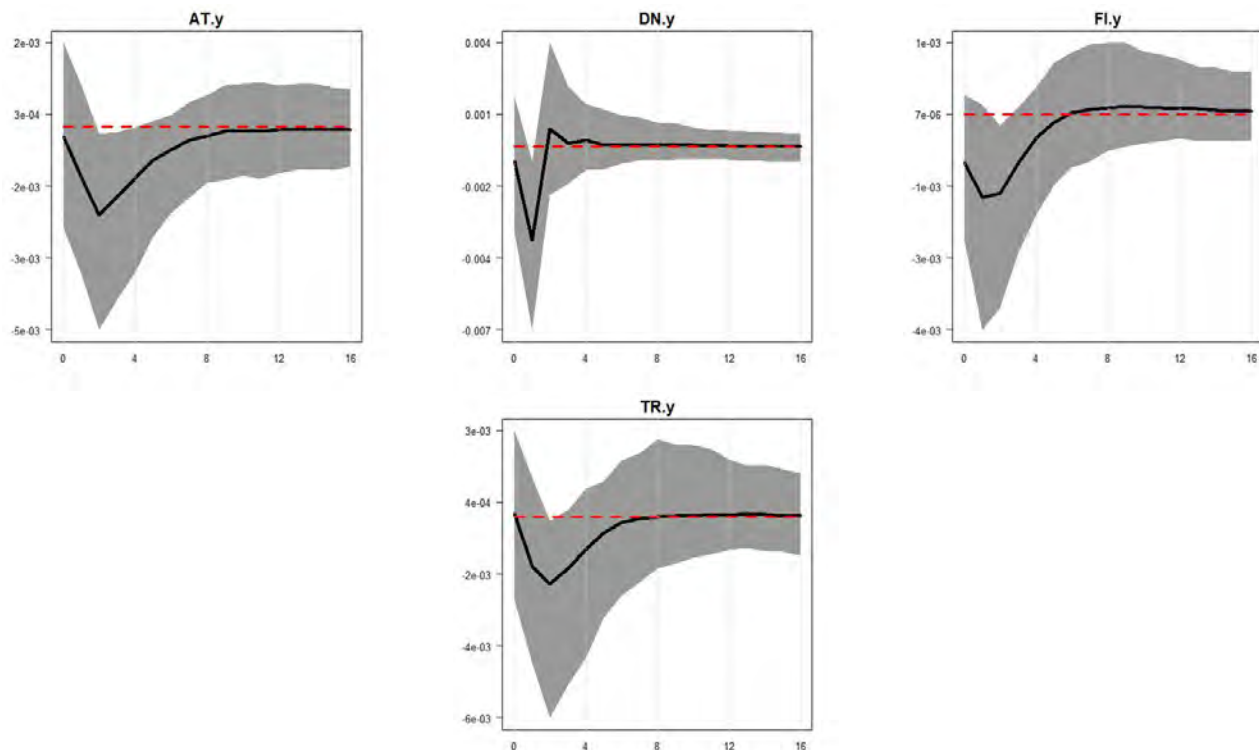 AT.y DN.y FI.y
2e-03 0.004 1e-03
3e-04 0.001 7e-06
-2e-03 -0.002 -1e-03
-3e-03 -0.004 -3e-03
-5e-03 -0.007 -4e-03
0 4 8 12 16 0 4 8 12 16 0 4 8 12 16
TR.y
3e-03
4e-04
-2e-03
-4e-03
-6e-03
0 4 8 12 16